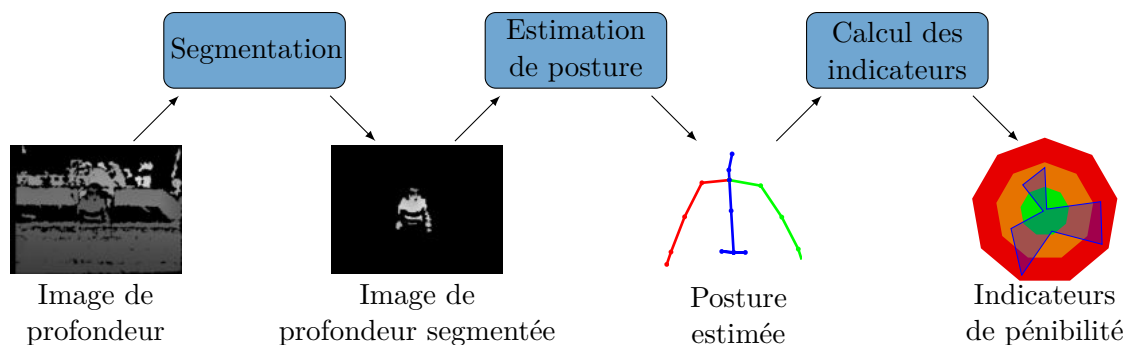 Segmentation
Estimation
de posture
Calcul des
indicateurs
Image de
profondeur
Image de
profondeur segmentée
Posture
estimée
Indicateurs
de pénibilité